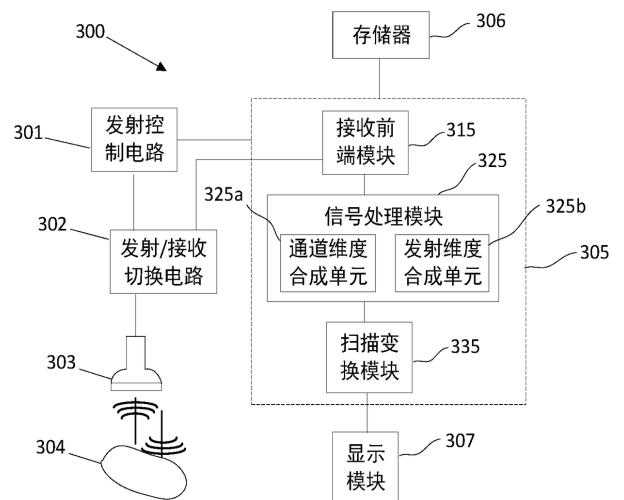 300
存储器
306
301
发射控
制电路
接收前
端模块
315
325
325a
325b
302
信号处理模块
发射/接收
切换电路
通道维度
合成单元
发射维度
合成单元
305
303
扫描变
换模块
335
304
显示
模块
307